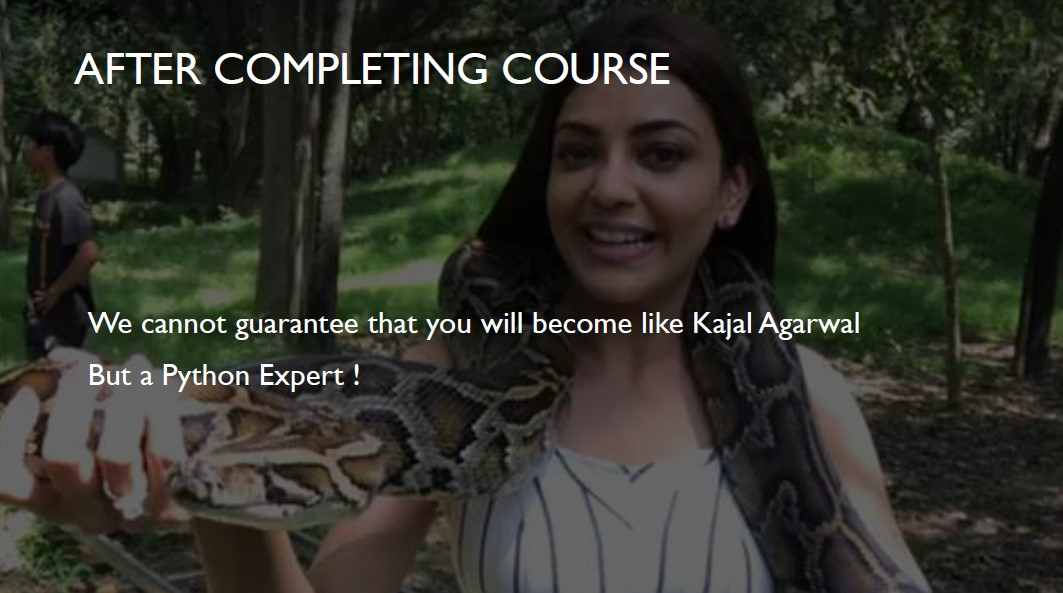 AFTER COMPLETING COURSE
We cannot guarantee that you will become like Kajal Agarwal
But a Python Expert !